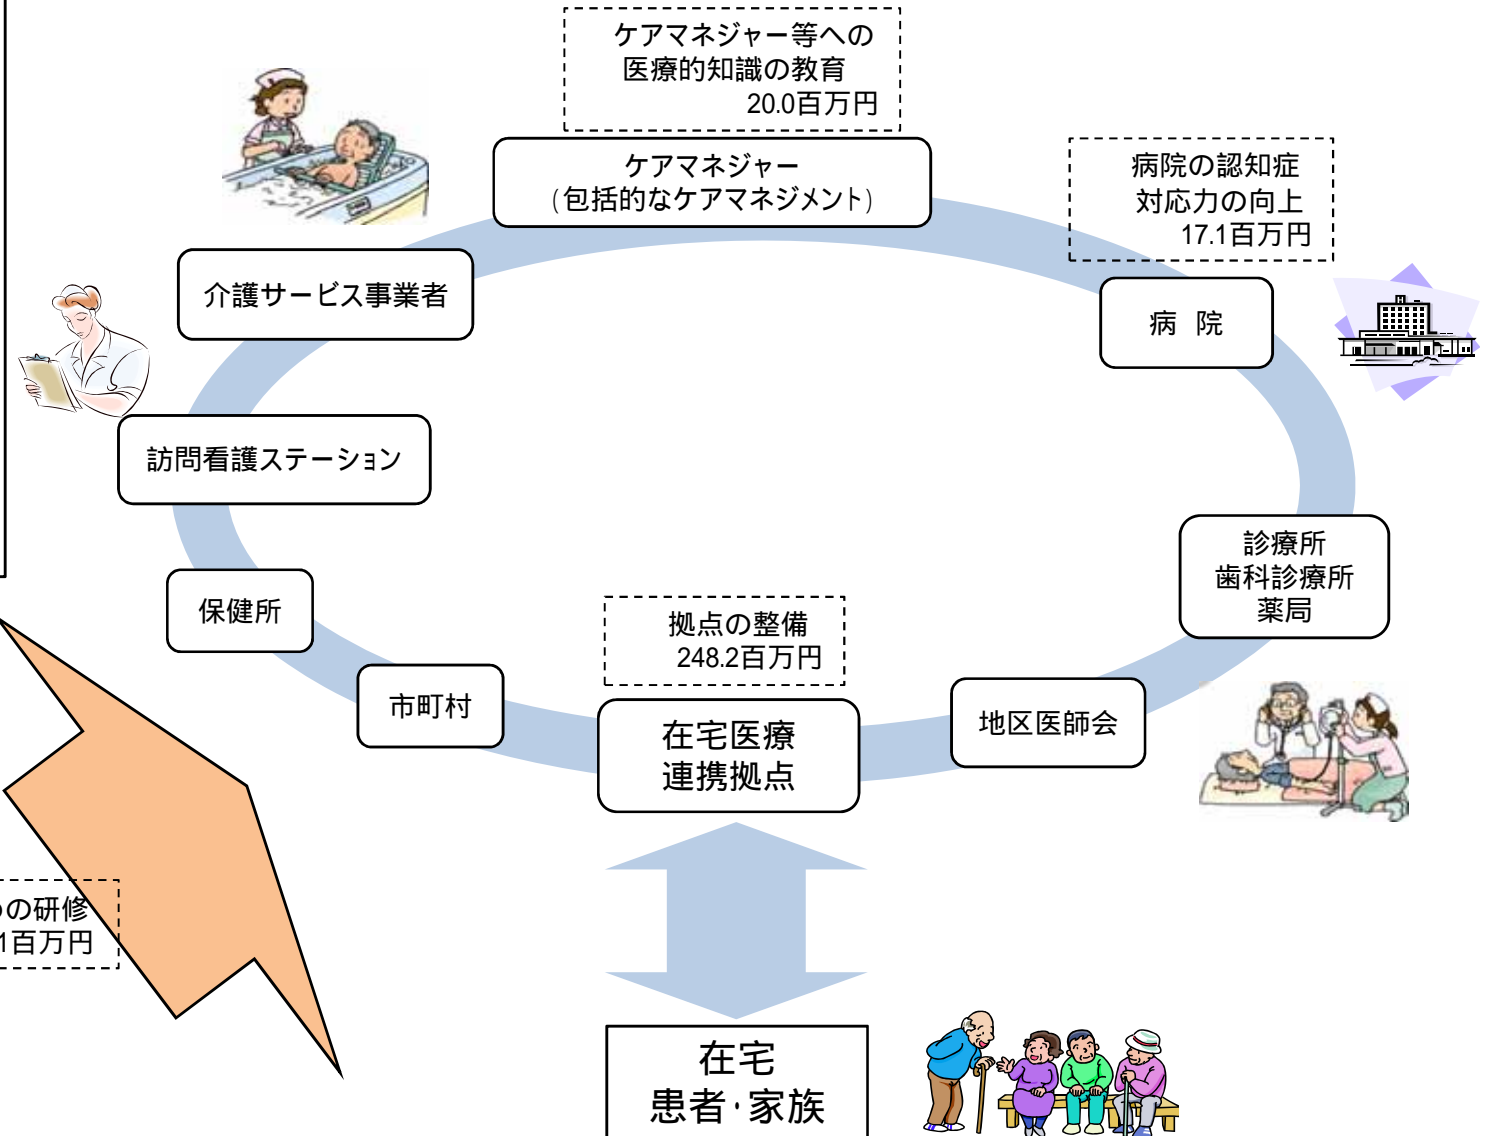 ケアマネジャー等への
医療的知識の教育
20.0百万円
ケアマネジャー
(包括的なケアマネジメント)
病院の認知症
対応力の向上
17.1百万円
介護サービス事業者
病 院
訪問看護ステーション
診療所
歯科診療所
薬局
保健所
拠点の整備
248.2百万円
市町村
在宅医療
連携拠点
地区医師会
の研修
1百万円
在宅
患者・家族